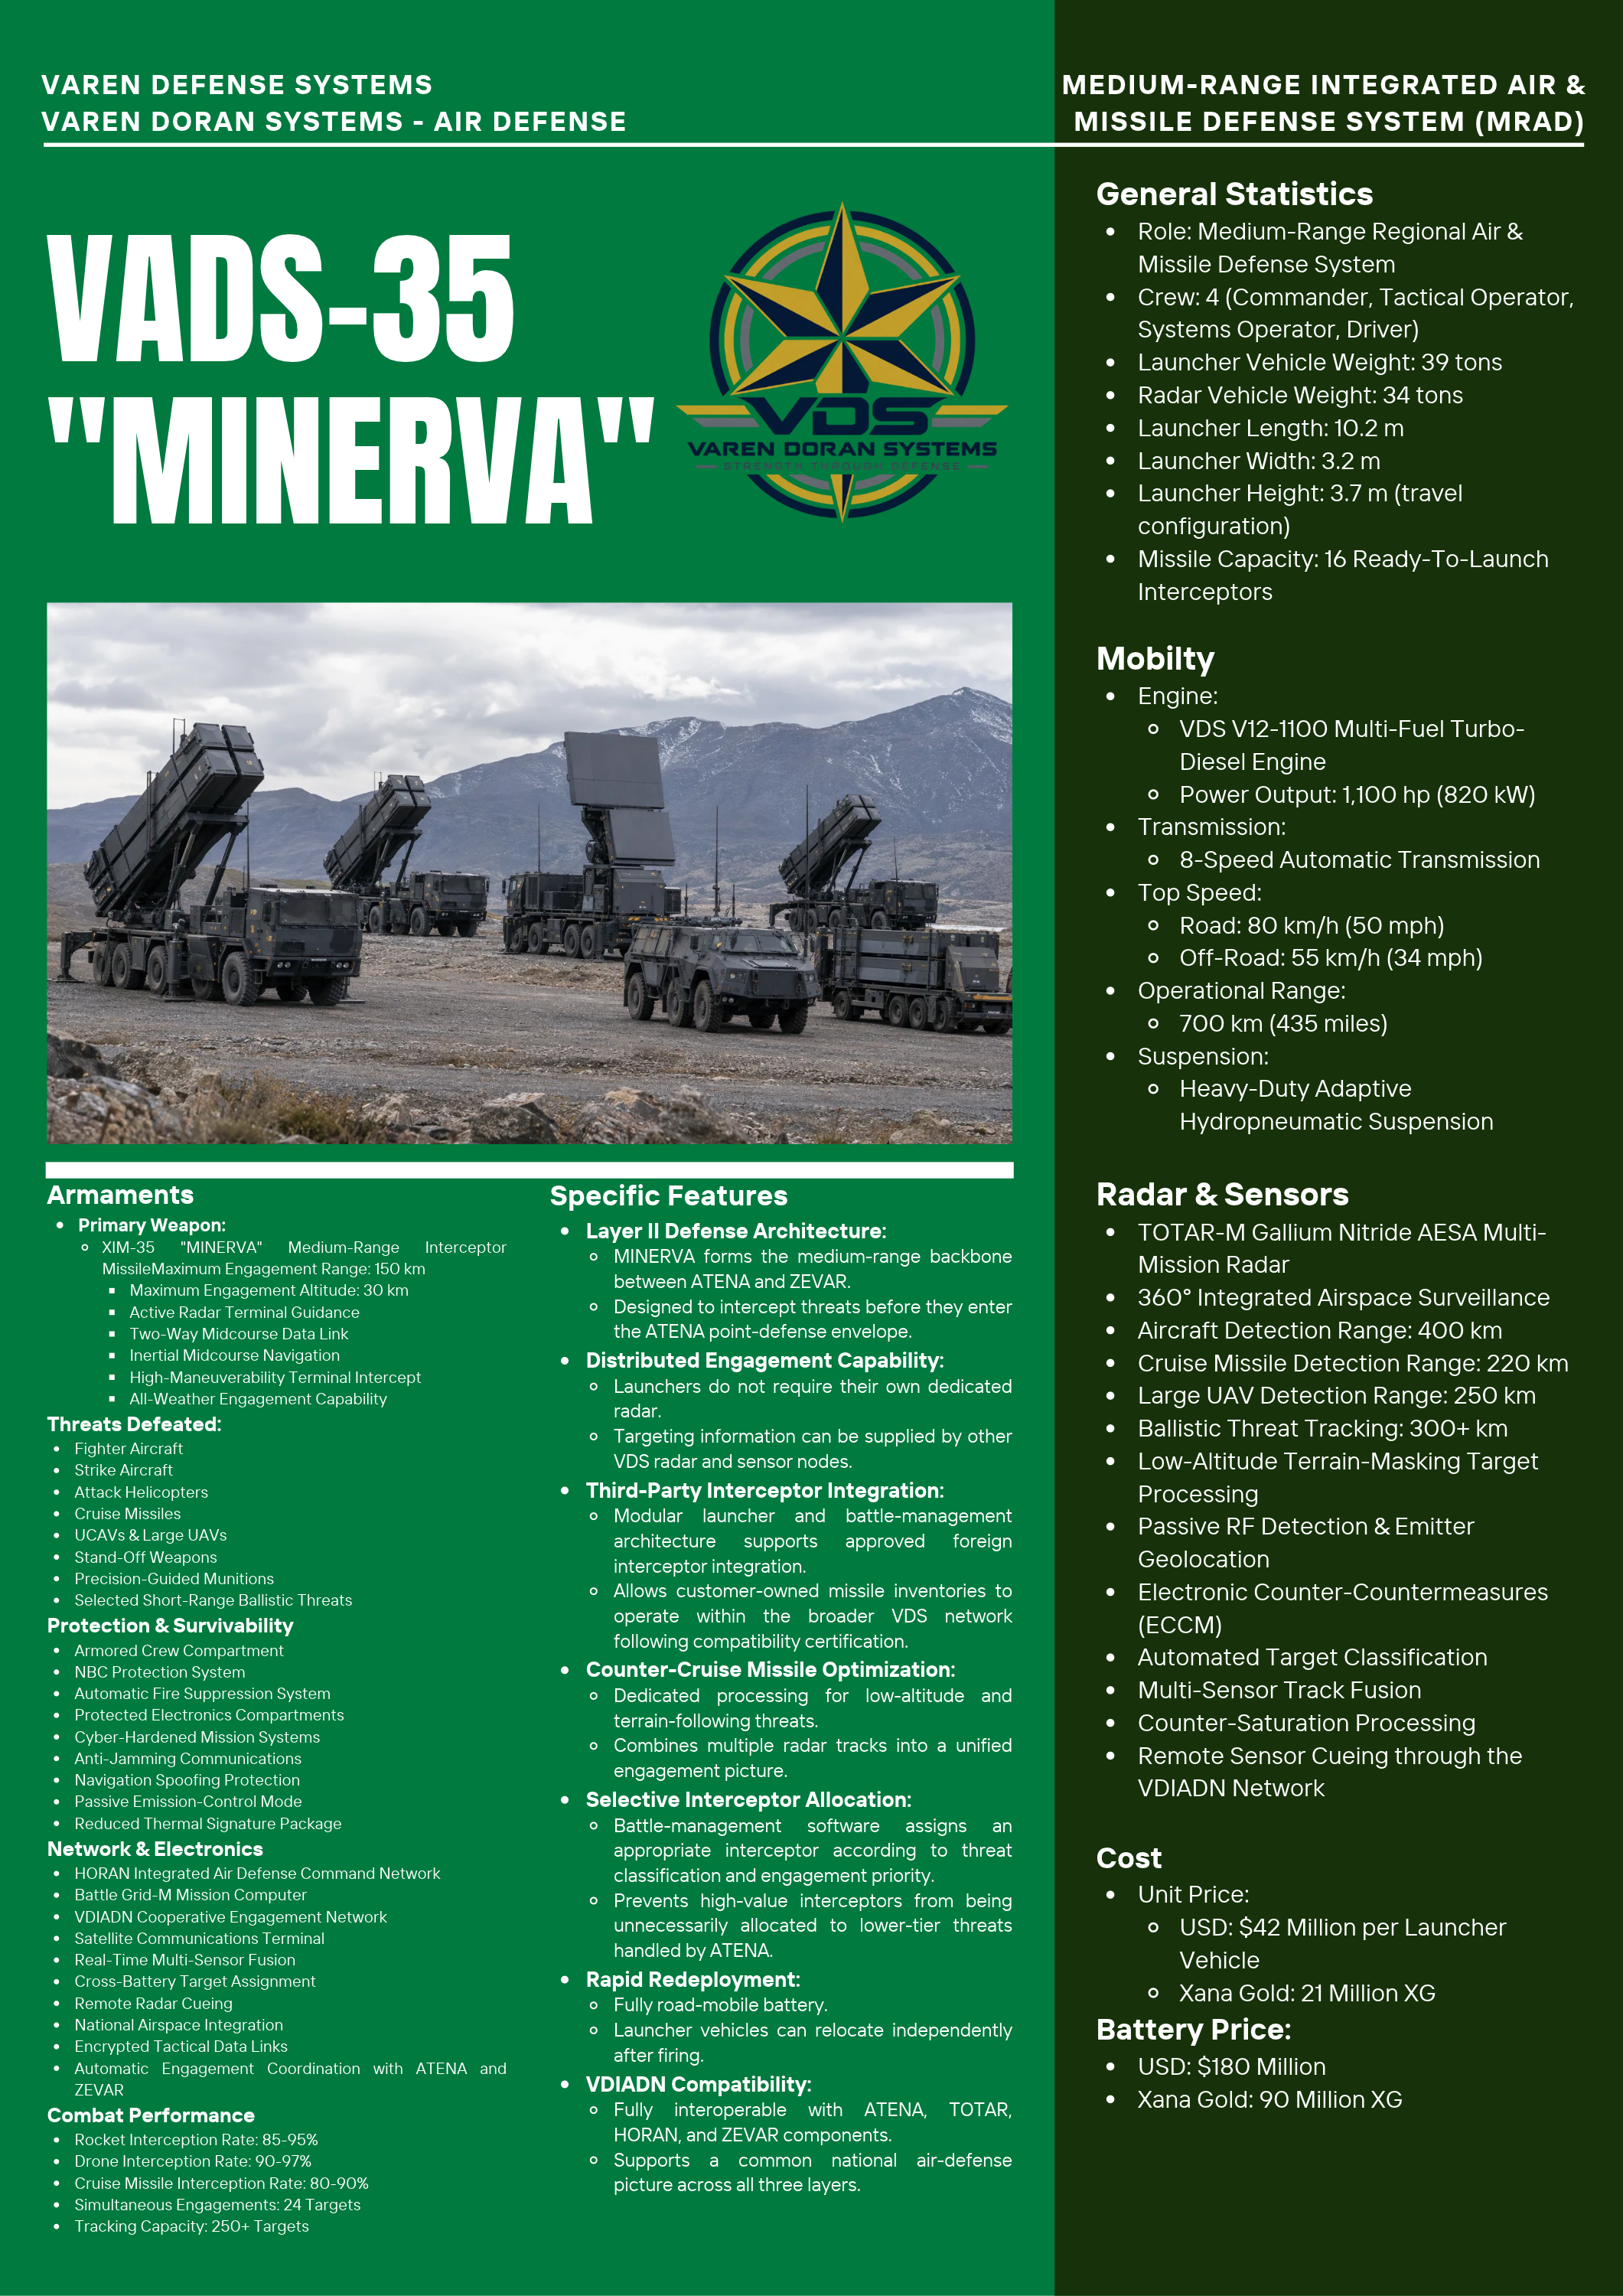 VAREN DEFENSE SYSTEMS
VAREN DORAN SYSTEMS - AIR DEFENSE
MEDIUM-RANGE INTEGRATED AIR &
MISSILE DEFENSE SYSTEM (MRAD)
VADS-35
"MINERVA"
VDS
VAREN DORAN SYSTEMS
STRENGTH THROUGH DEFENSE
Armaments
Primary Weapon:
XIM-35 "MINERVA" Medium-Range Interceptor
MissileMaximum Engagement Range: 150 km
Maximum Engagement Altitude: 30 km
Active Radar Terminal Guidance
Two-Way Midcourse Data Link
Inertial Midcourse Navigation
High-Maneuverability Terminal Intercept
All-Weather Engagement Capability
Threats Defeated:
Fighter Aircraft
Strike Aircraft
Attack Helicopters
Cruise Missiles
UCAVs & Large UAVs
Stand-Off Weapons
Precision-Guided Munitions
Selected Short-Range Ballistic Threats
Protection & Survivability
Armored Crew Compartment
NBC Protection System
Automatic Fire Suppression System
Protected Electronics Compartments
Cyber-Hardened Mission Systems
Anti-Jamming Communications
Navigation Spoofing Protection
Passive Emission-Control Mode
Reduced Thermal Signature Package
Network & Electronics
HORAN Integrated Air Defense Command Network
Battle Grid-M Mission Computer
VDIADN Cooperative Engagement Network
Satellite Communications Terminal
Real-Time Multi-Sensor Fusion
Cross-Battery Target Assignment
Remote Radar Cueing
National Airspace Integration
Encrypted Tactical Data Links
Automatic Engagement Coordination with ATENA and
ZEVAR
Combat Performance
Rocket Interception Rate: 85-95%
Drone Interception Rate: 90-97%
Cruise Missile Interception Rate: 80-90%
Simultaneous Engagements: 24 Targets
Tracking Capacity: 250+ Targets
Specific Features
Layer II Defense Architecture:
MINERVA forms the medium-range backbone
between ATENA and ZEVAR.
Designed to intercept threats before they enter
the ATENA point-defense envelope.
Distributed Engagement Capability:
Launchers do not require their own dedicated
radar.
Targeting information can be supplied by other
VDS radar and sensor nodes.
Third-Party Interceptor Integration:
Modular launcher and battle-management
architecture supports approved foreign
interceptor integration.
Allows customer-owned missile inventories to
operate within the broader VDS network
following compatibility certification.
Counter-Cruise Missile Optimization:
Dedicated processing for low-altitude and
terrain-following threats.
Combines multiple radar tracks into a unified
engagement picture.
Selective Interceptor Allocation:
Battle-management software assigns an
appropriate interceptor according to threat
classification and engagement priority.
Prevents high-value interceptors from being
unnecessarily allocated to lower-tier threats
handled by ATENA.
Rapid Redeployment:
Fully road-mobile battery.
Launcher vehicles can relocate independently
after firing.
VDIADN Compatibility:
Fully interoperable with ATENA, TOTAR,
HORAN, and ZEVAR components.
Supports a common national air-defense
picture across all three layers.
General Statistics
Role: Medium-Range Regional Air &
Missile Defense System
Crew: 4 (Commander, Tactical Operator,
Systems Operator, Driver)
Launcher Vehicle Weight: 39 tons
Radar Vehicle Weight: 34 tons
Launcher Length: 10.2 m
Launcher Width: 3.2 m
Launcher Height: 3.7 m (travel
configuration)
Missile Capacity: 16 Ready-To-Launch
Interceptors
Mobilty
Engine:
VDS V12-1100 Multi-Fuel Turbo-
Diesel Engine
Power Output: 1,100 hp (820 kW)
Transmission:
8-Speed Automatic Transmission
Top Speed:
Road: 80 km/h (50 mph)
Off-Road: 55 km/h (34 mph)
Operational Range:
700 km (435 miles)
Suspension:
Heavy-Duty Adaptive
Hydropneumatic Suspension
Radar & Sensors
TOTAR-M Gallium Nitride AESA Multi-
Mission Radar
360° Integrated Airspace Surveillance
Aircraft Detection Range: 400 km
Cruise Missile Detection Range: 220 km
Large UAV Detection Range: 250 km
Ballistic Threat Tracking: 300+ km
Low-Altitude Terrain-Masking Target
Processing
Passive RF Detection & Emitter
Geolocation
Electronic Counter-Countermeasures
(ECCM)
Automated Target Classification
Multi-Sensor Track Fusion
Counter-Saturation Processing
Remote Sensor Cueing through the
VDIADN Network
Cost
Unit Price:
USD: $42 Million per Launcher
Vehicle
Xana Gold: 21 Million XG
Battery Price:
USD: $180 Million
Xana Gold: 90 Million XG